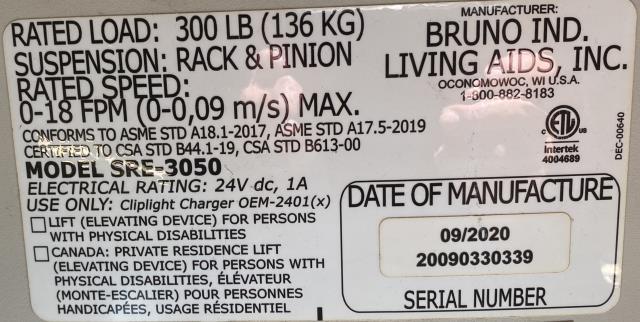 RATED LOAD: 300 LB (136 KG)
SUSPENSION: RACK & PINION
RATED SPEED:
0-18 FPM (0-0,09 m/s) MAX.
CONFORMS TO ASME STD A18.1-2017, ASME STD A17.5-2019
CERTIFIED TO CSA STD B44.1-19, CSA STD B613-00
MODEL SRE-3050
ELECTRICAL RATING: 24V dc, 1A
USE ONLY: Cliplight Charger OEM-2401(x)
LIFT (ELEVATING DEVICE) FOR PERSONS
WITH PHYSICAL DISABILITIES
CANADA: PRIVATE RESIDENCE LIFT
(ELEVATING DEVICE) FOR PERSONS WITH
PHYSICAL DISABILITIES, ÉLÉVATEUR
(MONTE-ESCALIER) POUR PERSONNES
HANDICAPÉES, USAGE RÉSIDENTIEL
MANUFACTURER:
BRUNO IND.
LIVING AIDS, INC.
OCONOMOWOC, WI U.S.A.
1-800-882-8183
C ETL US
Intertek
4004689
DEC-00640
DATE OF MANUFACTURE
09/2020
20090330339
SERIAL NUMBER